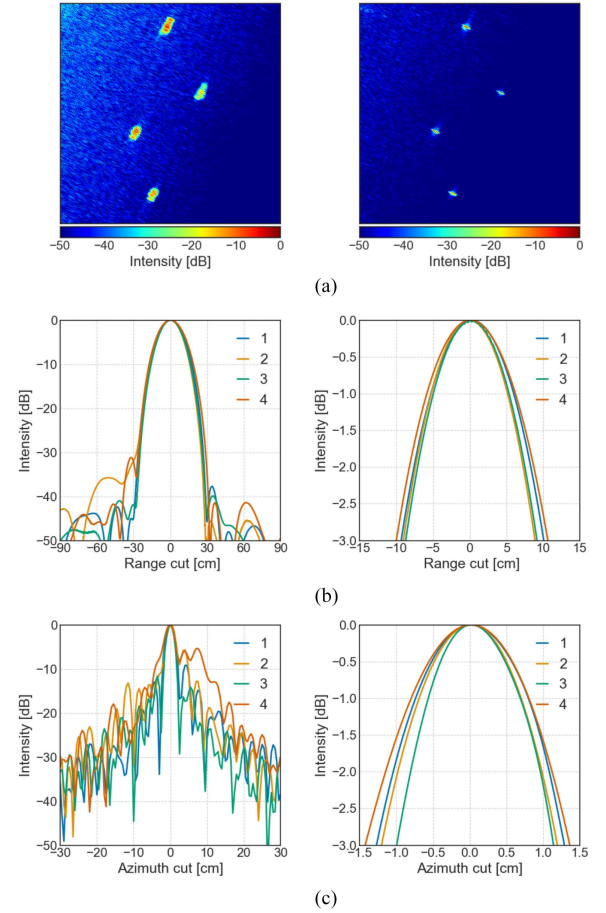 −50 −40 −30 −20 −10 0
Intensity [dB]
−50 −40 −30 −20 −10 0
Intensity [dB]
(a)
0
−10
−20
−30
−40
−50
Intensity [dB]
1
2
3
4
−90 −60 −30 0 30 60 90
Range cut [cm]
0.0
−0.5
−1.0
−1.5
−2.0
−2.5
−3.0
Intensity [dB]
1
2
3
4
−15 −10 −5 0 5 10 15
Range cut [cm]
(b)
0
−10
−20
−30
−40
−50
Intensity [dB]
1
2
3
4
−30 −20 −10 0 10 20 30
Azimuth cut [cm]
0.0
−0.5
−1.0
−1.5
−2.0
−2.5
−3.0
Intensity [dB]
1
2
3
4
−1.5 −1.0 −0.5 0.0 0.5 1.0 1.5
Azimuth cut [cm]
(c)